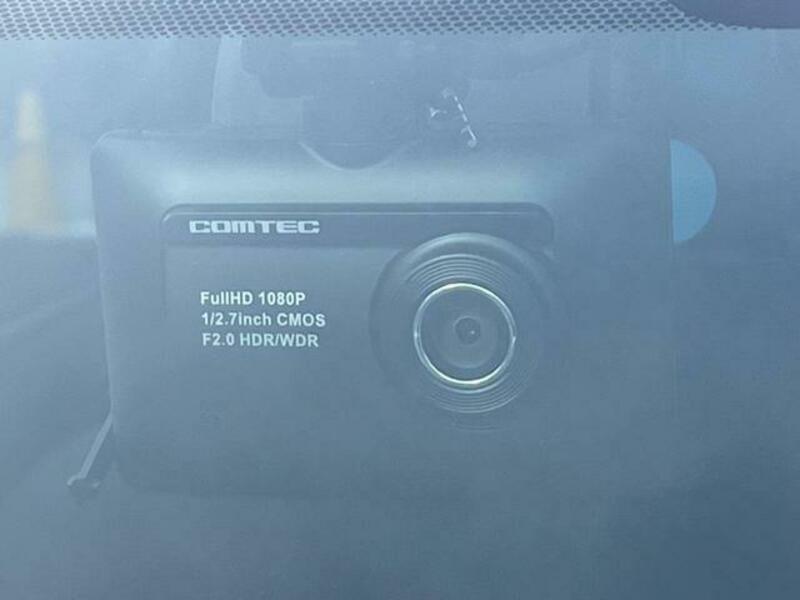 COMTEC
FullHD 1080P
1/2.7inch CMOS
F2.0 HDR/WDR